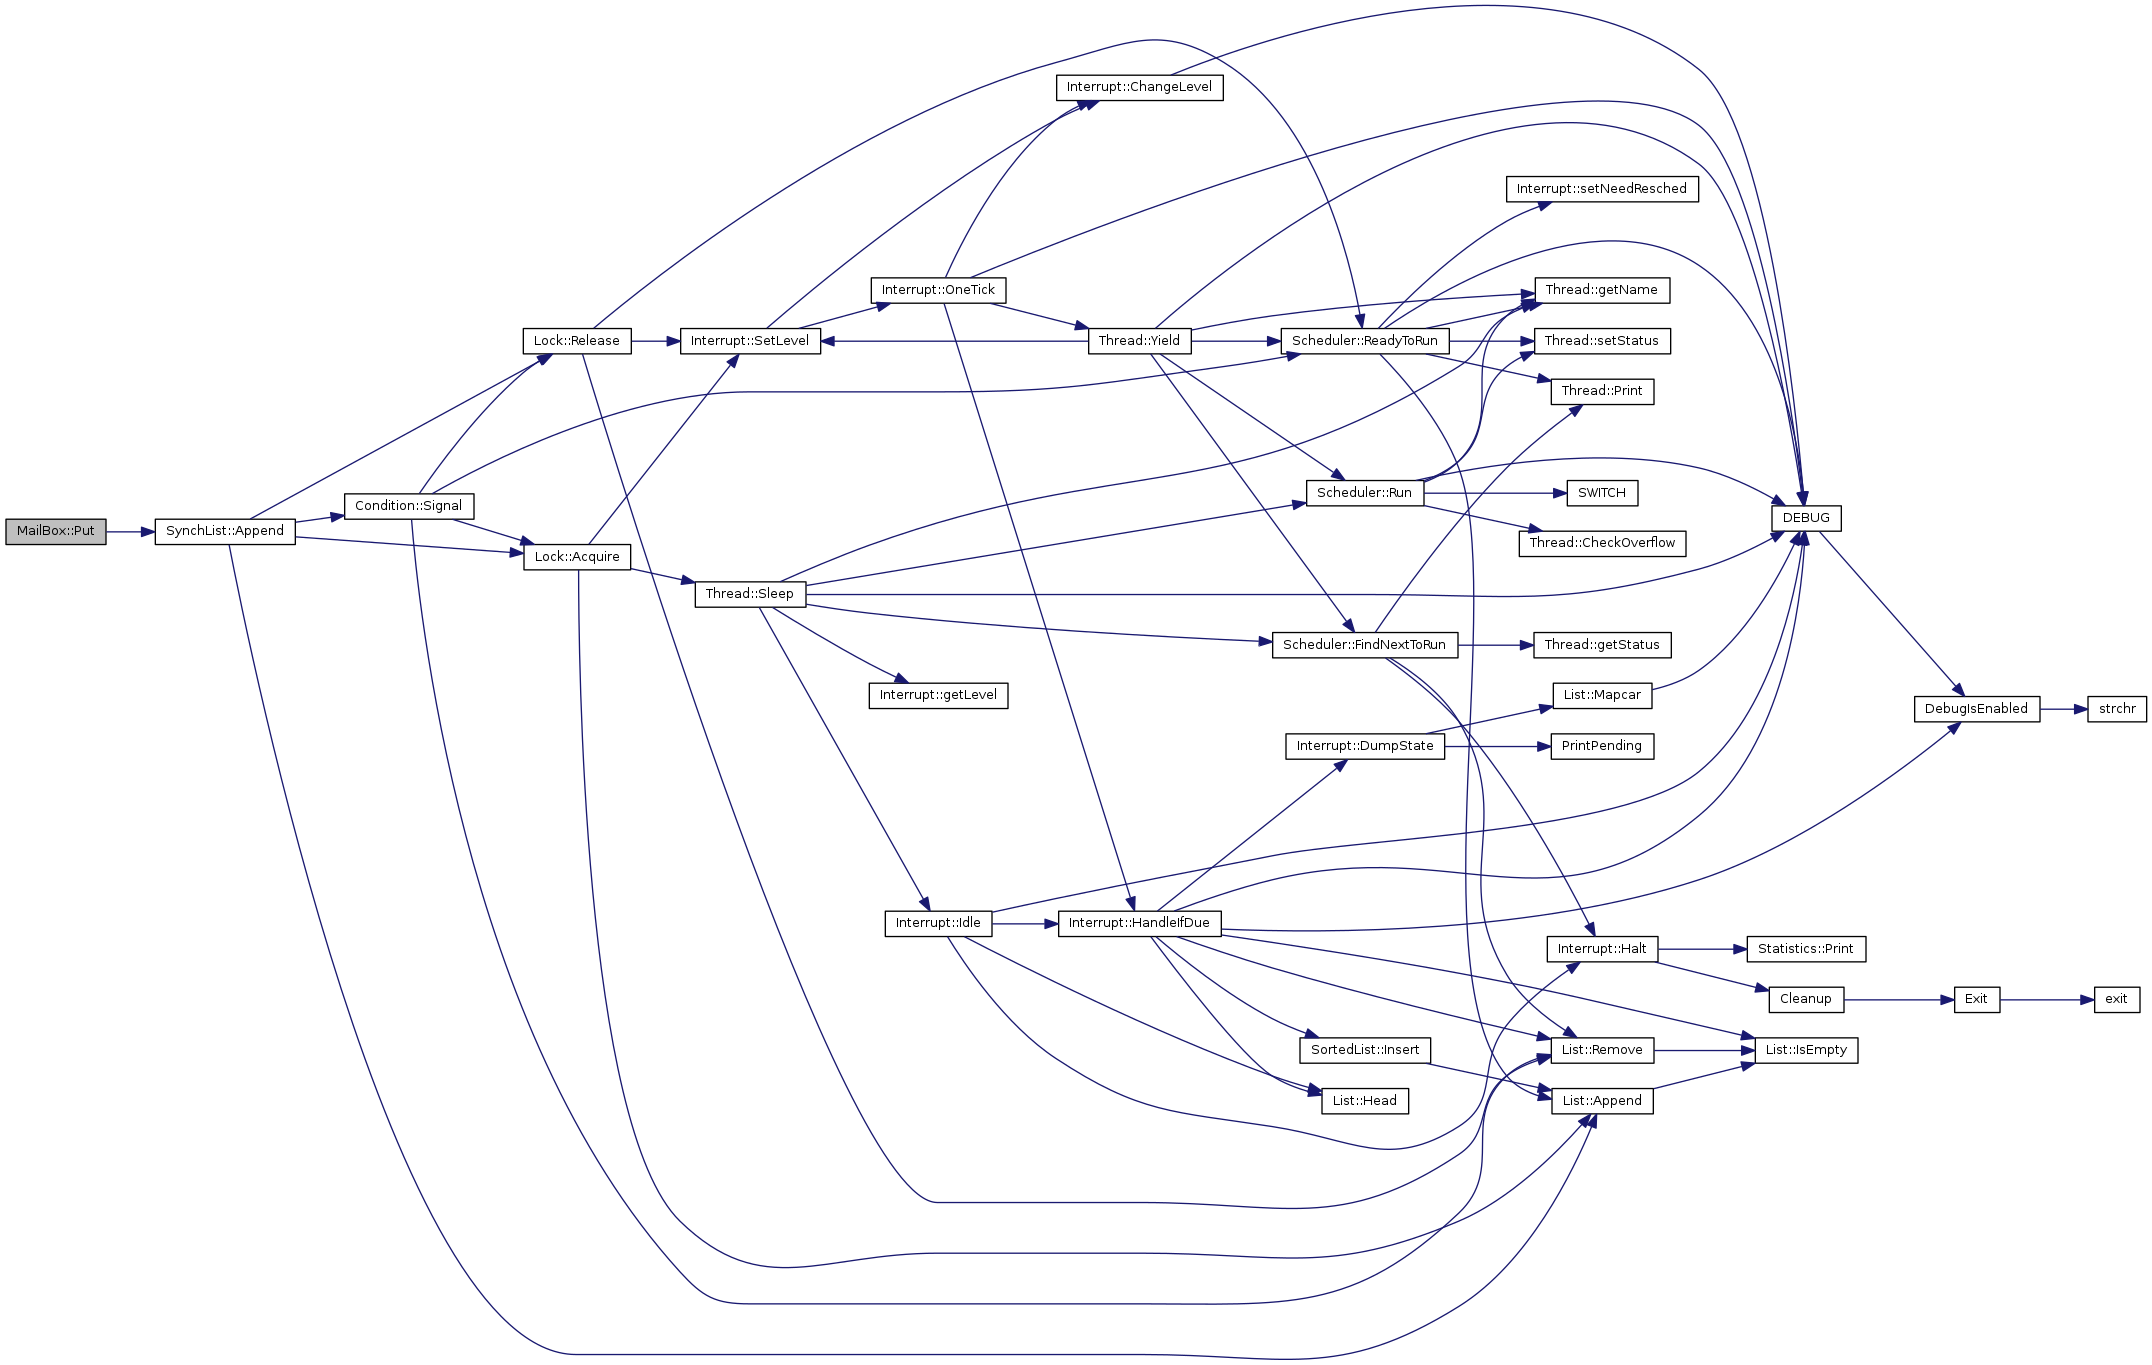 MailBox::Put
SynchList::Append
Condition::Signal
Lock::Release
Lock::Acquire
Interrupt::SetLevel
Thread::Sleep
Interrupt::OneTick
Interrupt::getLevel
Interrupt::Idle
Interrupt::ChangeLevel
Thread::Yield
Interrupt::HandleIfDue
Scheduler::ReadyToRun
Scheduler::Run
Scheduler::FindNextToRun
Interrupt::DumpState
SortedList::Insert
List::Head
Interrupt::setNeedResched
Thread::getName
Thread::setStatus
Thread::Print
SWITCH
Thread::CheckOverflow
Thread::getStatus
List::Mapcar
PrintPending
Interrupt::Halt
List::Remove
List::Append
DEBUG
Statistics::Print
Cleanup
List::IsEmpty
DebugIsEnabled
Exit
strchr
exit